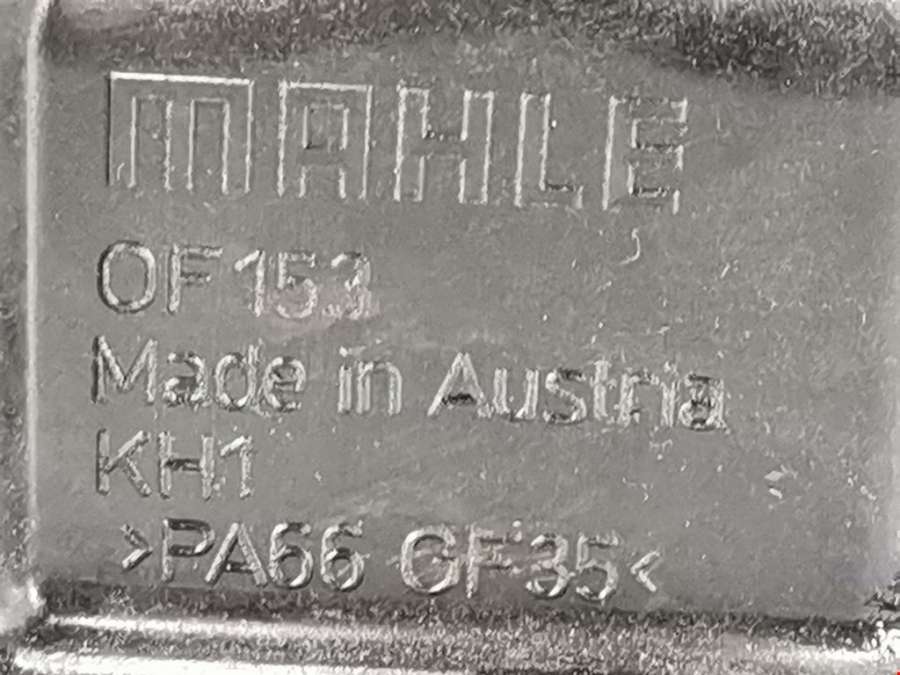 MAHLE
OF 153
Made in Austria
KH1
>PA66 GF35<